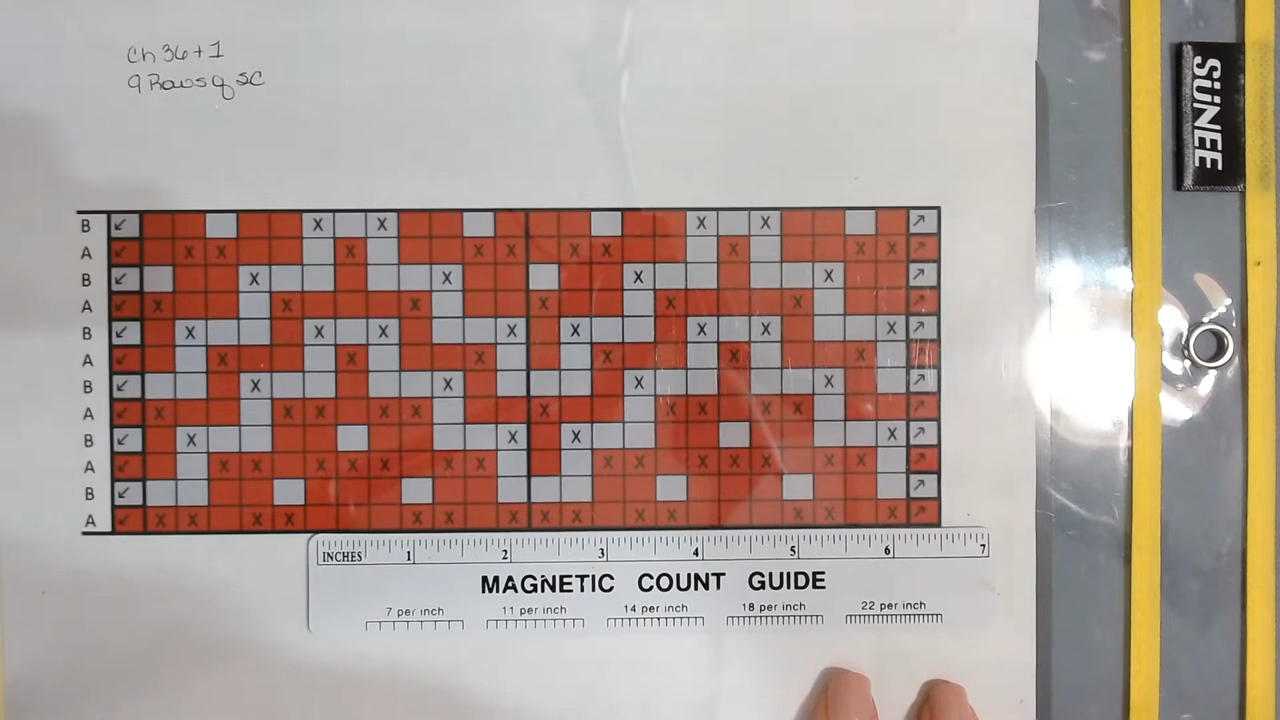 Ch 36+1
9 Rows of SC
SÜNEE
B ↙ X X X X ↗
A ↙ X X X X X X X X X X ↗
B ↙ X X X X ↗
A ↙ X X X X X X ↗
B ↙ X X X X X X X X ↗
A ↙ X X X X X X ↗
B ↙ X X X X ↗
A ↙ X X X X X X X X X X ↗
B ↙ X X X X ↗
A ↙ X X X X X X X X X X X X X X ↗
B ↙ ↗
A ↙ X X X X X X X X X X X X X X ↗
INCHES 1 2 3 4 5 6 7
MAGNETIC COUNT GUIDE
7 per inch 11 per inch 14 per inch 18 per inch 22 per inch